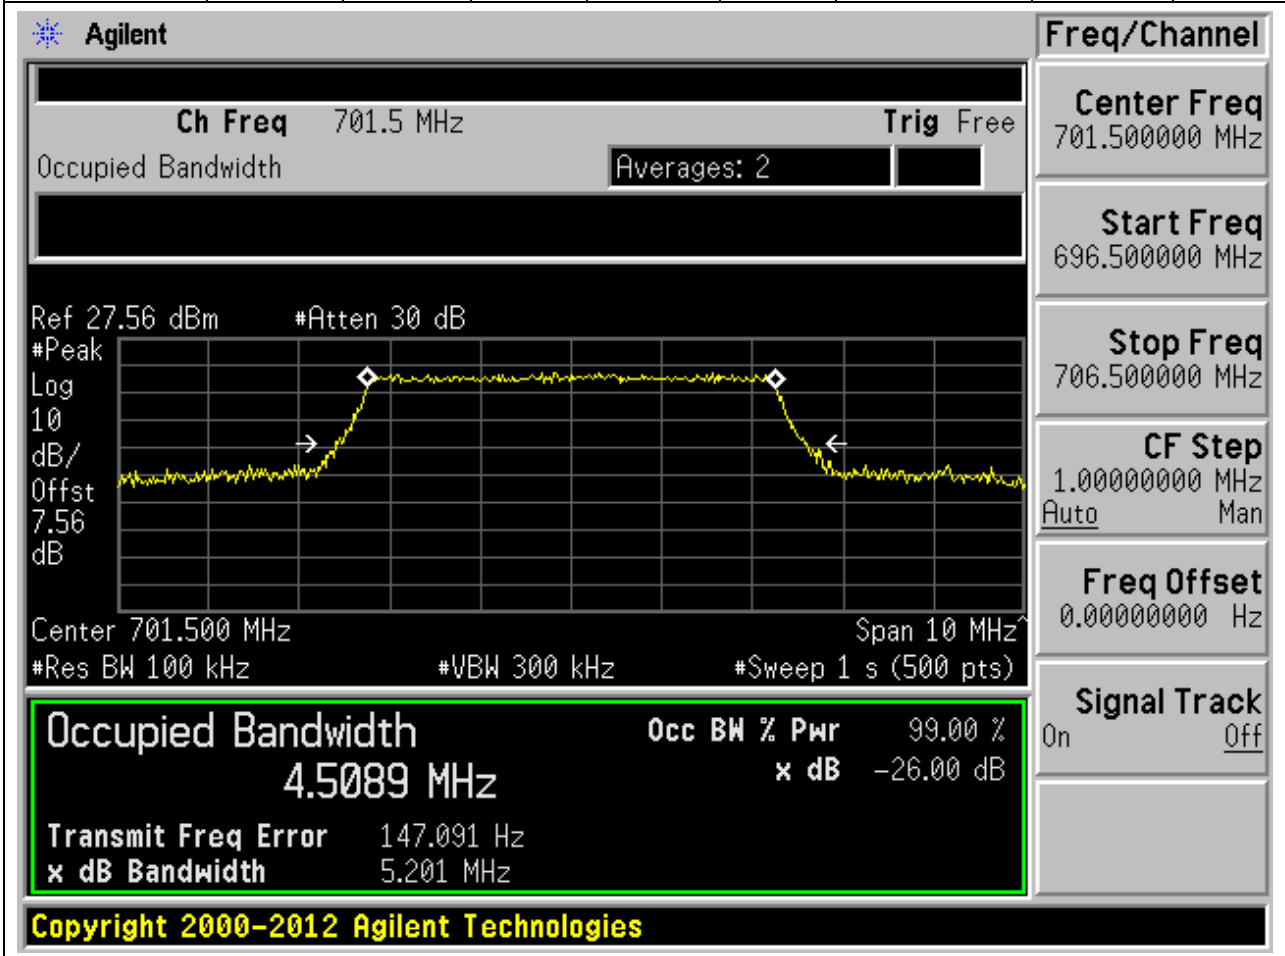 Agilent
Freq/Channel
Ch Freq 701.5 MHz Trig Free
Occupied Bandwidth Averages: 2
Center Freq
701.500000 MHz
Start Freq
696.500000 MHz
Stop Freq
706.500000 MHz
CF Step
1.00000000 MHz
Auto Man
Freq Offset
0.00000000 Hz
Signal Track
On Off
Ref 27.56 dBm #Atten 30 dB
#Peak
Log
10
dB/
Offst
7.56
dB
Center 701.500 MHz Span 10 MHz^
#Res BW 100 kHz #VBW 300 kHz #Sweep 1 s (500 pts)
Occupied Bandwidth Occ BW % Pwr 99.00 %
4.5089 MHz x dB -26.00 dB
Transmit Freq Error 147.091 Hz
x dB Bandwidth 5.201 MHz
Copyright 2000-2012 Agilent Technologies